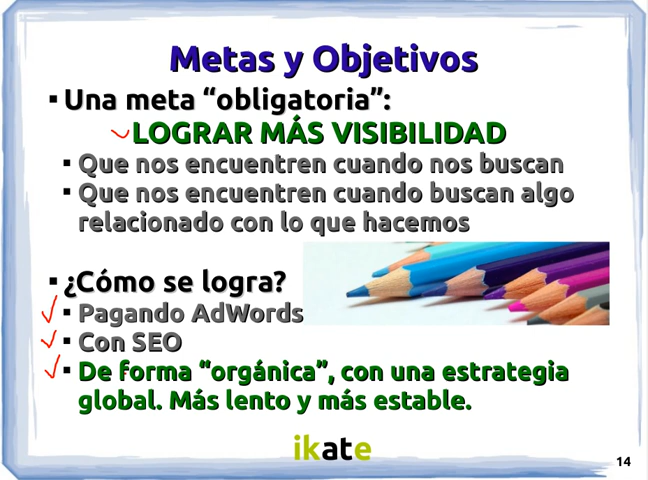 Metas y Objetivos
Una meta “obligatoria”:
LOGRAR MÁS VISIBILIDAD
Que nos encuentren cuando nos buscan
Que nos encuentren cuando buscan algo
relacionado con lo que hacemos
¿Cómo se logra?
Pagando AdWords
Con SEO
De forma “orgánica”, con una estrategia
global. Más lento y más estable.
ikate
14